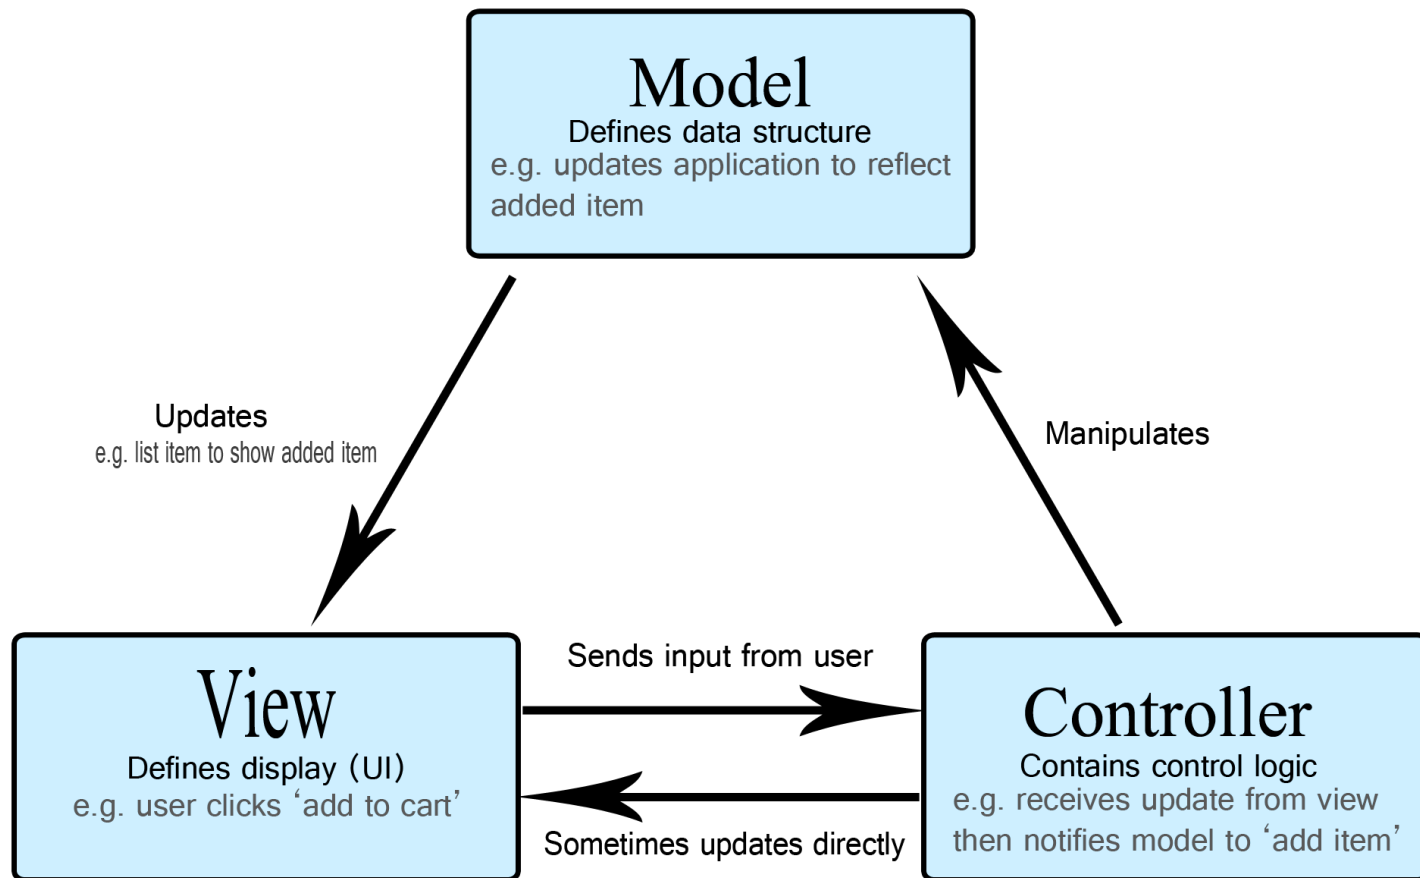 Model
Defines data structure
e.g. updates application to reflect
added item
Updates
e.g. list item to show added item
Manipulates
View
Defines display (UI)
e.g. user clicks ‘add to cart’
Sends input from user
Sometimes updates directly
Controller
Contains control logic
e.g. receives update from view
then notifies model to ‘add item’